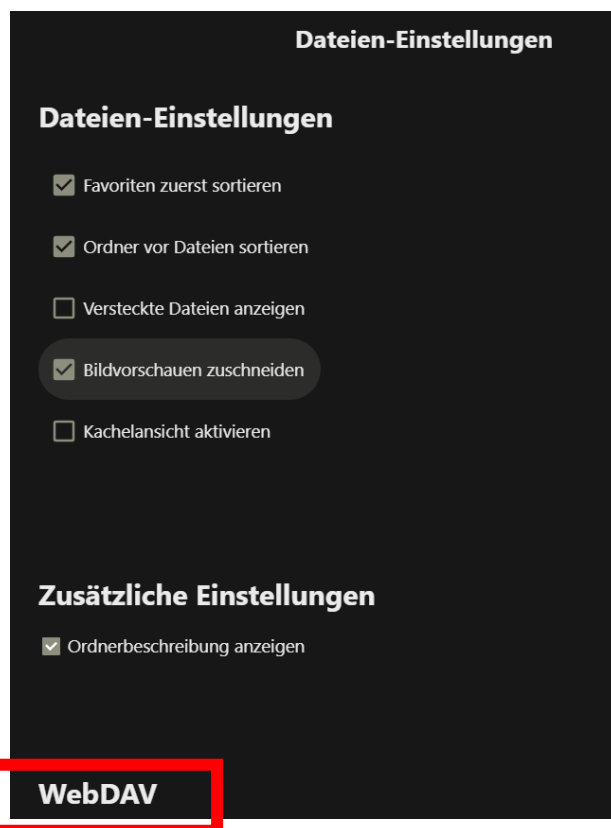 Dateien-Einstellungen
Dateien-Einstellungen
Favoriten zuerst sortieren
Ordner vor Dateien sortieren
Versteckte Dateien anzeigen
Bildvorschauen zuschneiden
Kachelansicht aktivieren
Zusätzliche Einstellungen
Ordnerbeschreibung anzeigen
WebDAV